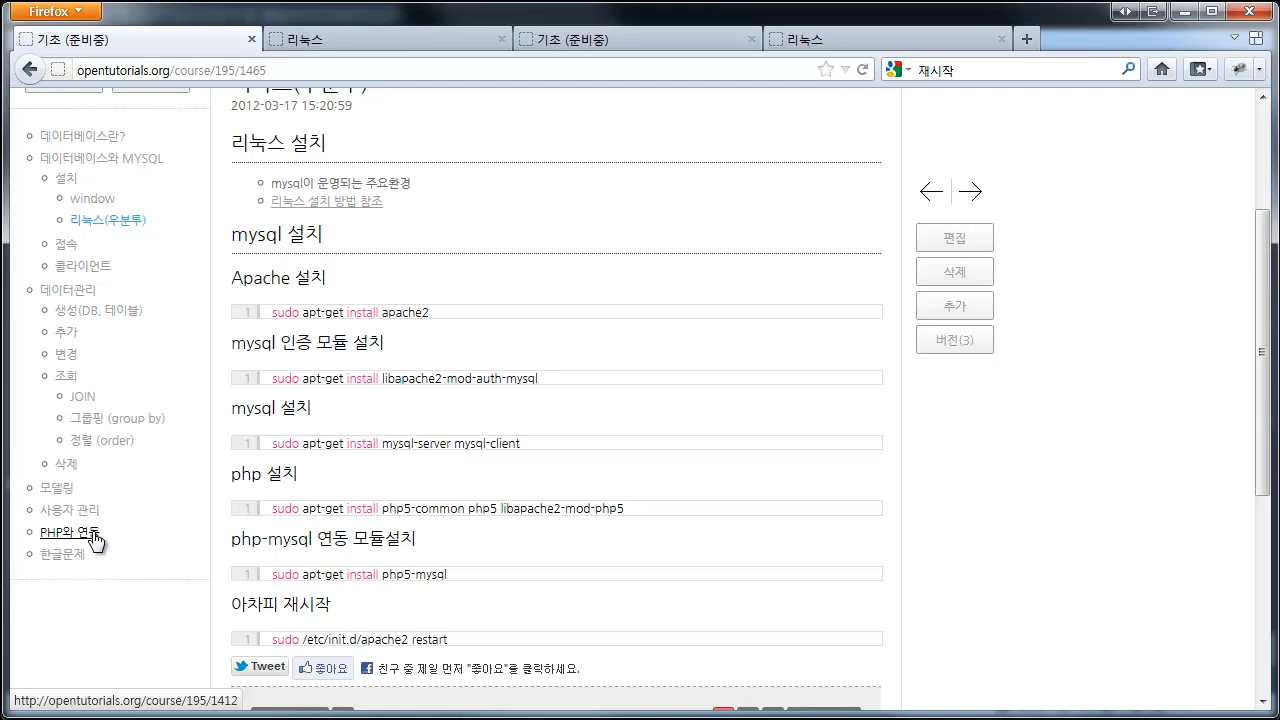 Firefox
기초 (준비중)
리눅스
기초 (준비중)
리눅스
opentutorials.org/course/195/1465
재시작
2012-03-17 15:20:59
데이터베이스란?
데이터베이스와 MYSQL
설치
window
리눅스(우분투)
접속
클라이언트
데이터관리
생성(DB, 테이블)
추가
변경
조회
JOIN
그룹핑 (group by)
정렬 (order)
삭제
모델링
사용자 관리
PHP와 연동
한글문제
리눅스 설치
mysql이 운영되는 주요환경
리눅스 설치 방법 참조
mysql 설치
Apache 설치
1 sudo apt-get install apache2
mysql 인증 모듈 설치
1 sudo apt-get install libapache2-mod-auth-mysql
mysql 설치
1 sudo apt-get install mysql-server mysql-client
php 설치
1 sudo apt-get install php5-common php5 libapache2-mod-php5
php-mysql 연동 모듈설치
1 sudo apt-get install php5-mysql
아차피 재시작
1 sudo /etc/init.d/apache2 restart
Tweet 좋아요 친구 중 제일 먼저 "좋아요"을 클릭하세요.
편집
삭제
추가
버전(3)
http://opentutorials.org/course/195/1412